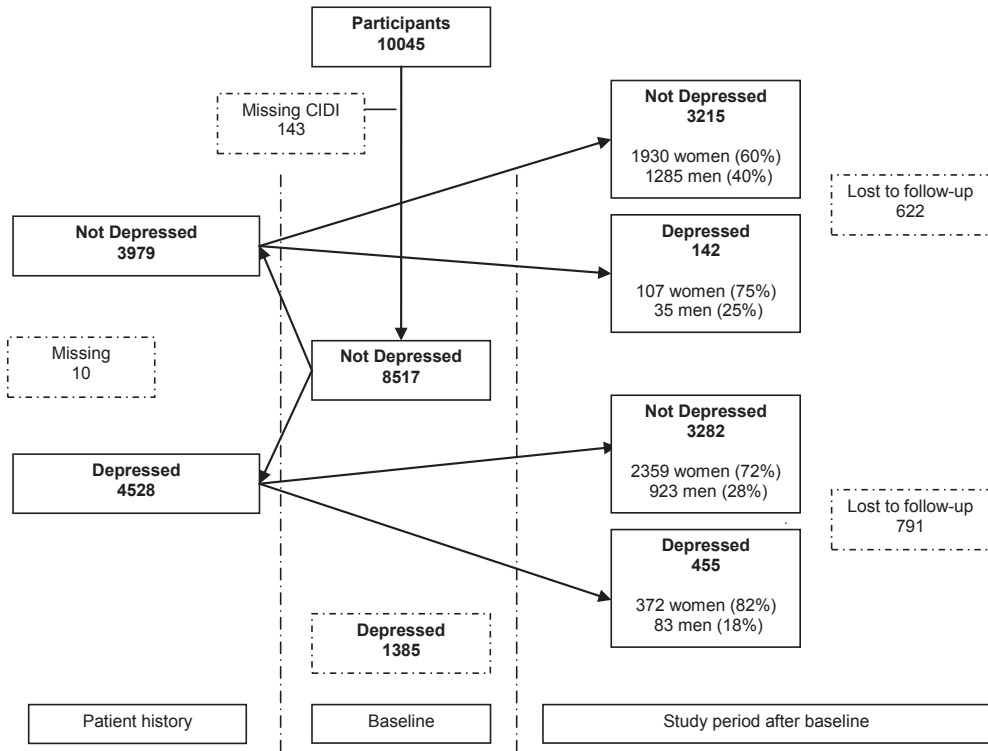 Participants
10045
Missing CIDI
143
Not Depressed
3215
1930 women (60%)
1285 men (40%)
Lost to follow-up
622
Not Depressed
3979
Depressed
142
107 women (75%)
35 men (25%)
Missing
10
Not Depressed
8517
Not Depressed
3282
2359 women (72%)
923 men (28%)
Depressed
4528
Lost to follow-up
791
Depressed
455
372 women (82%)
83 men (18%)
Depressed
1385
Patient history
Baseline
Study period after baseline